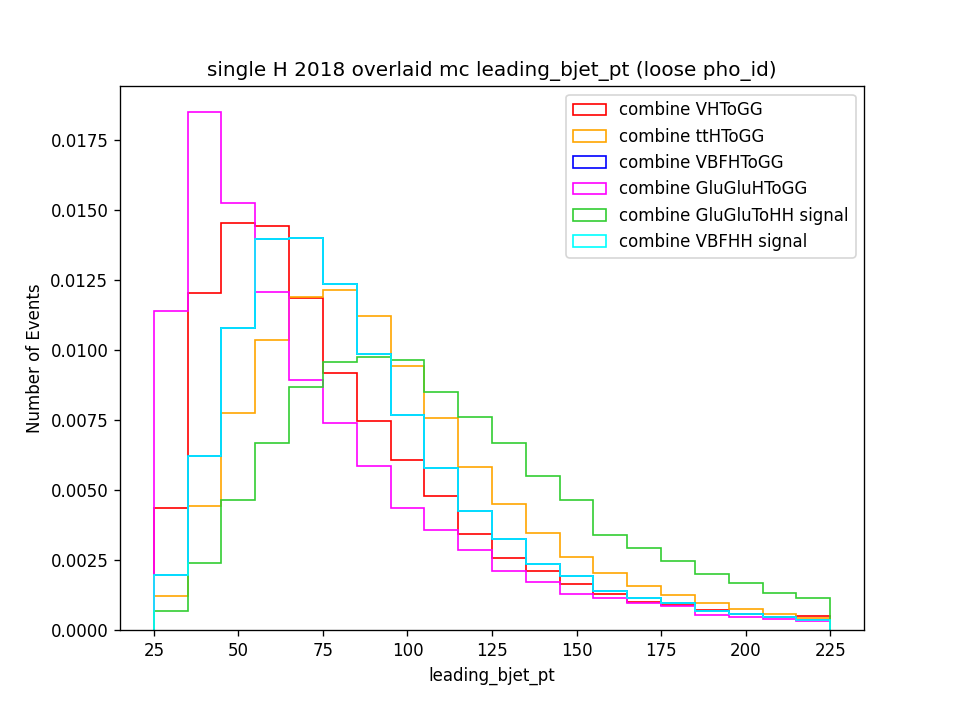 single H 2018 overlaid mc leading_bjet_pt (loose pho_id)
combine VHToGG
combine ttHToGG
combine VBFHToGG
combine GluGluHToGG
combine GluGluToHH signal
combine VBFHH signal
Number of Events
0.0175
0.0150
0.0125
0.0100
0.0075
0.0050
0.0025
0.0000
25 50 75 100 125 150 175 200 225
leading_bjet_pt